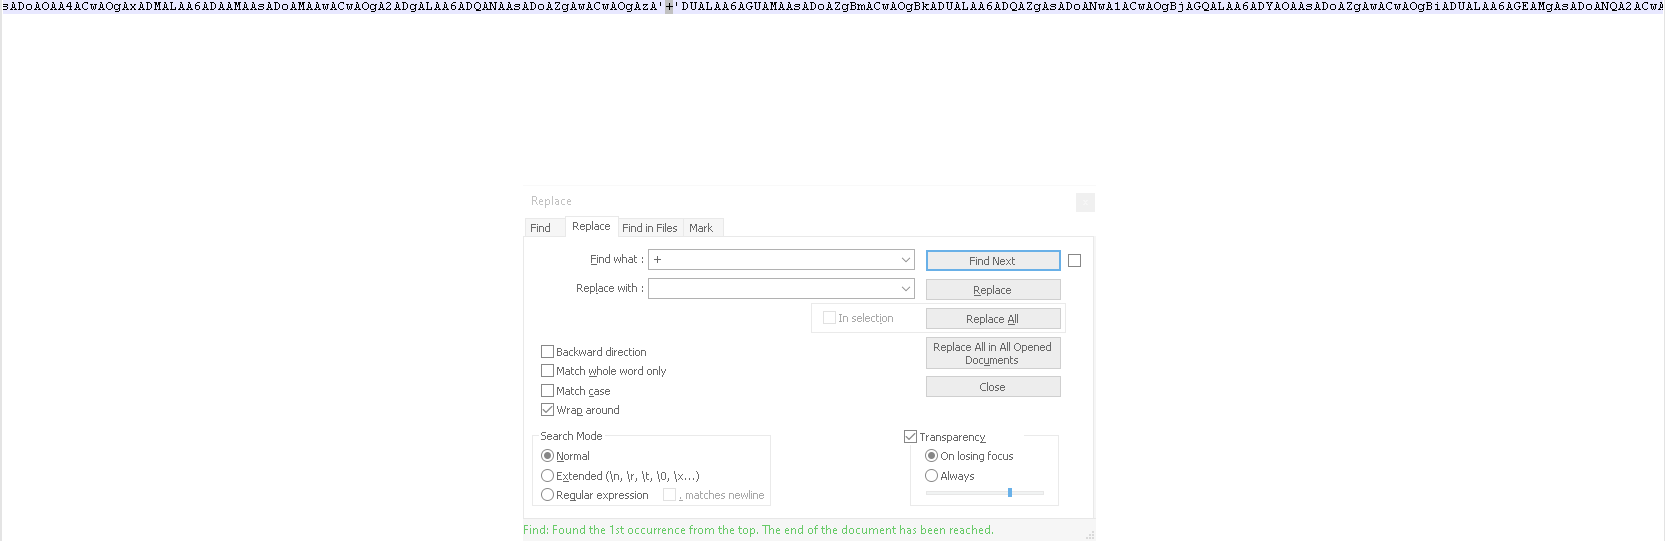 sADoAOAA4ACwAOgAxADMALAA6ADAAMAAsADoAMAAwACwAOgA2ADgALAA6ADQANAAsADoAZgAwACwAOgAzA'+'DUALAA6AGUAMAAsADoAZgBmACwAOgBkADUALAA6ADQAZgAsADoANwA1ACwAOgBjAGQALAA6ADYAOAAsADoAZgAwACwAOgBiADUALAA6AGEAMgAsADoANQA2ACwA
Replace
Find
Replace
Find in Files
Mark
Find what :
+
Find Next
Replace with :
Replace
In selection
Replace All
Replace All in All Opened
Documents
Backward direction
Match whole word only
Close
Match case
Wrap around
Search Mode
Transparency
Normal
On losing focus
Extended (\n, \r, \t, \0, \x...)
Always
Regular expression
. matches newline
Find: Found the 1st occurrence from the top. The end of the document has been reached.